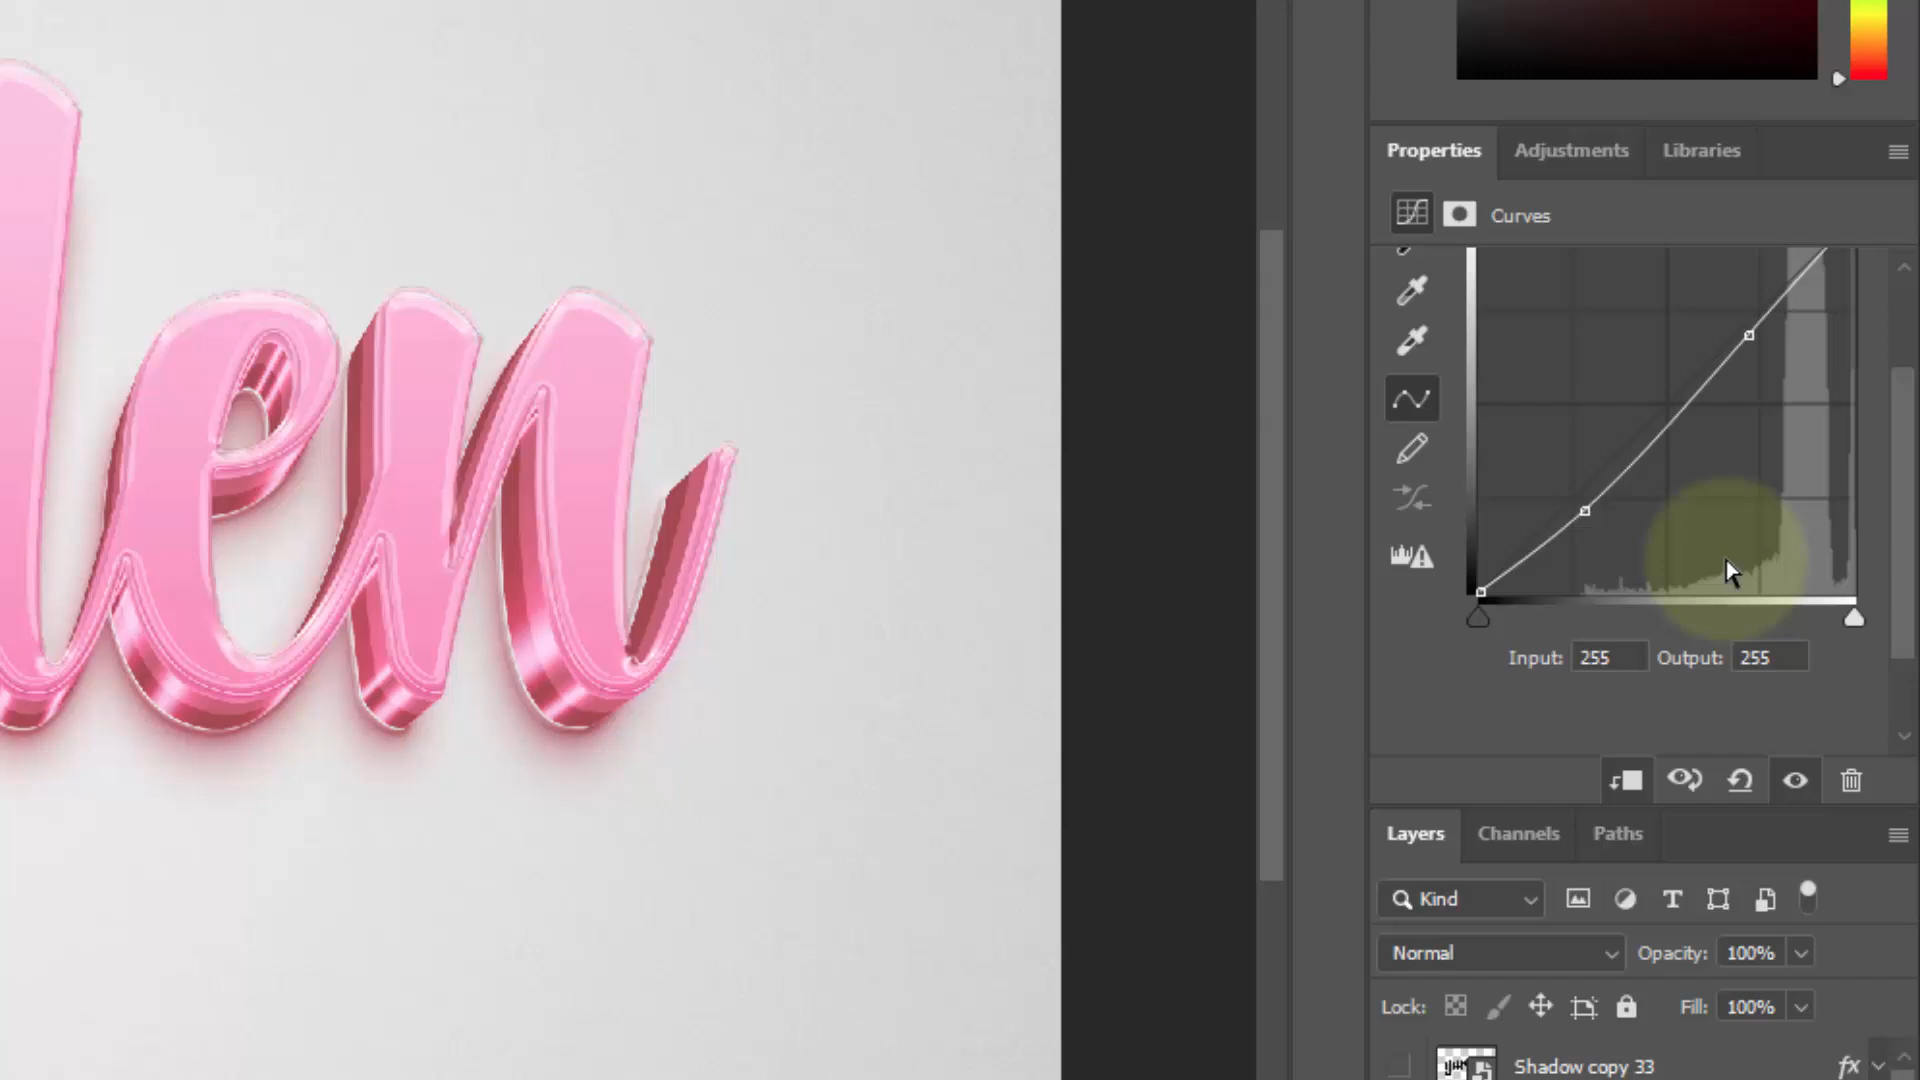 len
Properties Adjustments Libraries
Curves
Input: 255 Output: 255
Layers Channels Paths
Kind
Normal Opacity: 100%
Lock: Fill: 100%
Shadow copy 33 fx